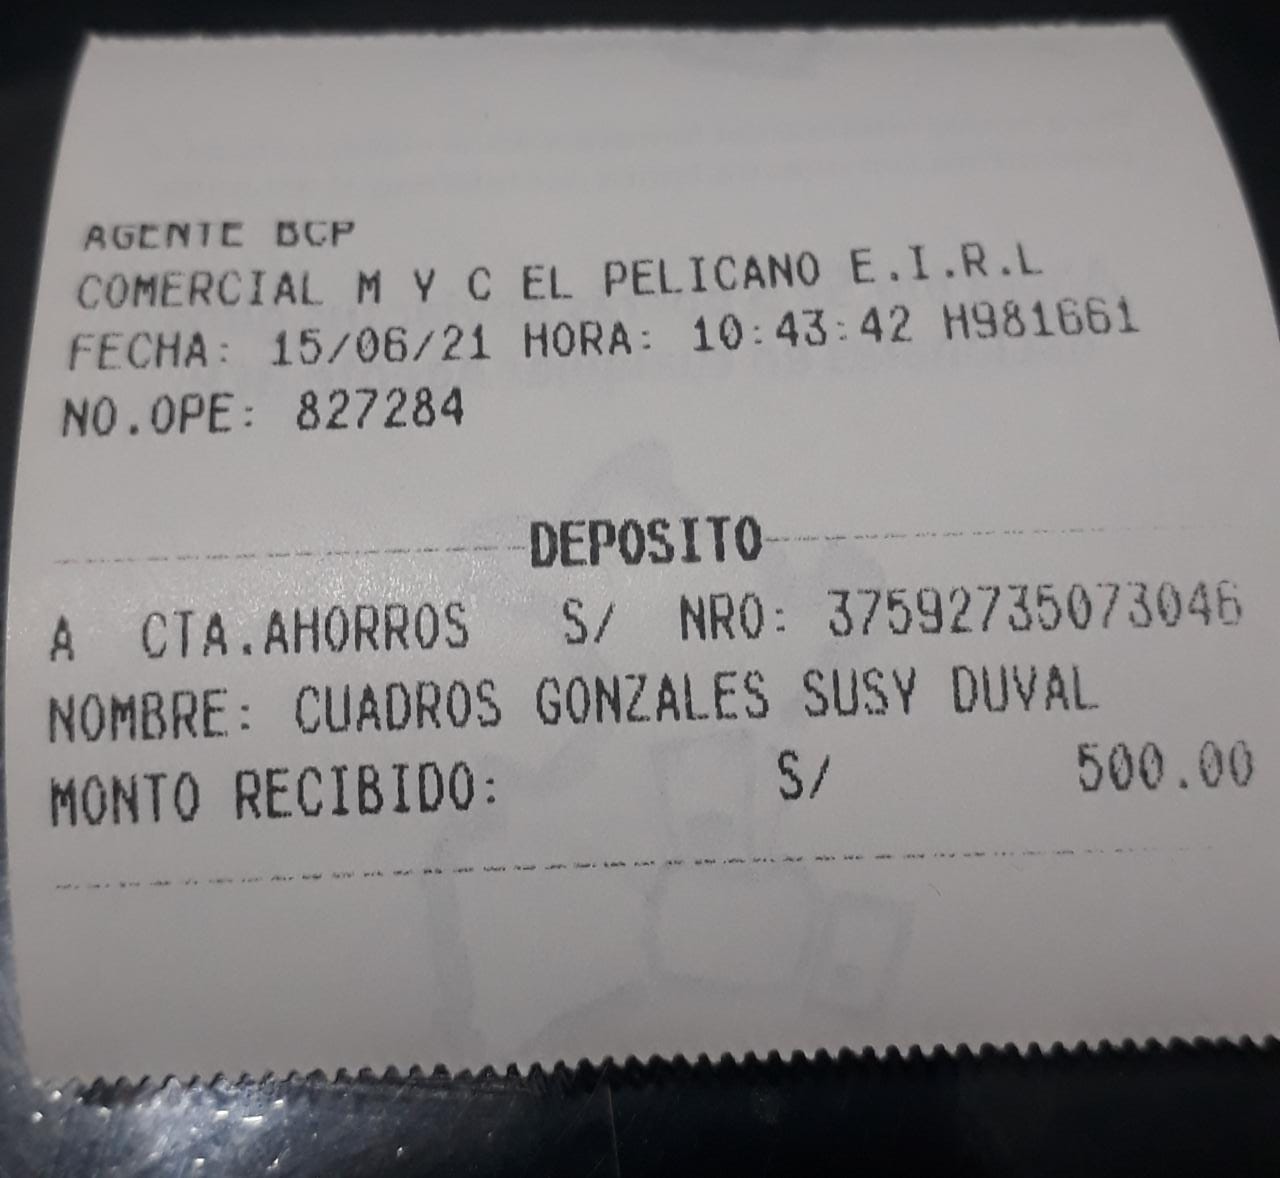 AGENTE BCP
COMERCIAL M Y C EL PELICANO E.I.R.L
FECHA: 15/06/21 HORA: 10:43:42 H981661
NO.OPE: 827284
DEPOSITO
A CTA.AHORROS S/ NRO: 37592735073046
NOMBRE: CUADROS GONZALES SUSY DUVAL
MONTO RECIBIDO: S/ 500.00